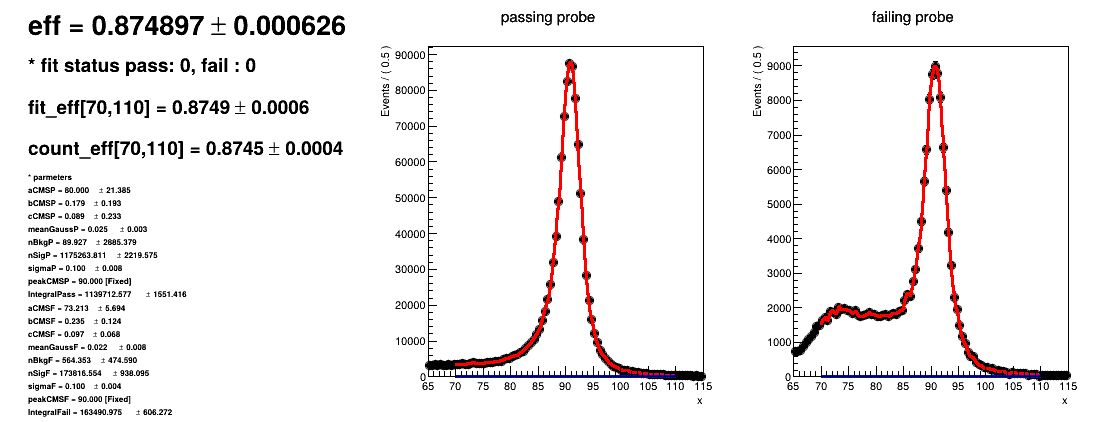 eff = 0.874897 ± 0.000626
* fit status pass: 0, fail : 0
fit_eff[70,110] = 0.8749 ± 0.0006
count_eff[70,110] = 0.8745 ± 0.0004
* parmeters
aCMSP = 60.000 ± 21.385
bCMSP = 0.179 ± 0.193
cCMSP = 0.089 ± 0.233
meanGaussP = 0.025 ± 0.003
nBkgP = 89.927 ± 2885.379
nSigP = 1175263.811 ± 2219.575
sigmaP = 0.100 ± 0.008
peakCMSP = 90.000 [Fixed]
IntegralPass = 1139712.577 ± 1551.416
aCMSF = 73.213 ± 5.694
bCMSF = 0.235 ± 0.124
cCMSF = 0.097 ± 0.068
meanGaussF = 0.022 ± 0.008
nBkgF = 564.353 ± 474.590
nSigF = 173816.554 ± 938.095
sigmaF = 0.100 ± 0.004
peakCMSF = 90.000 [Fixed]
IntegralFail = 163490.975 ± 606.272
passing probe
Events / ( 0.5 )
90000
80000
70000
60000
50000
40000
30000
20000
10000
0
65 70 75 80 85 90 95 100 105 110 115
x
failing probe
Events / ( 0.5 )
9000
8000
7000
6000
5000
4000
3000
2000
1000
0
65 70 75 80 85 90 95 100 105 110 115
x